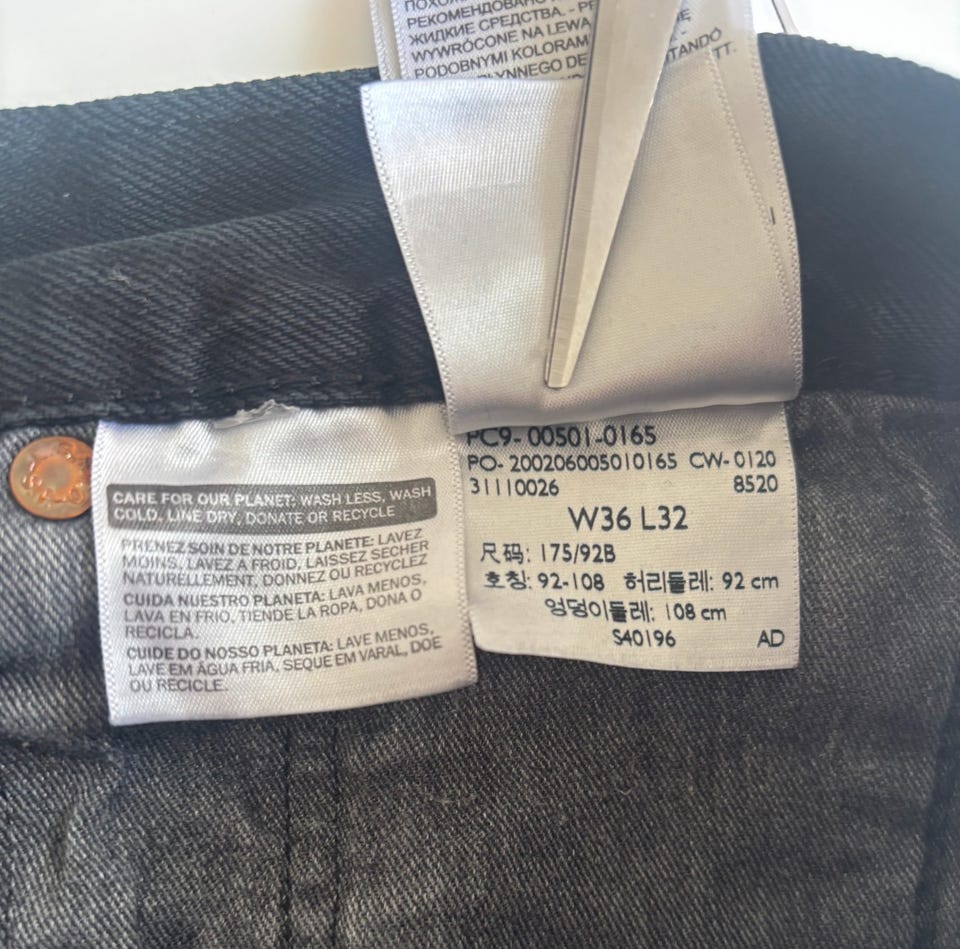 РЕКОМЕНДОВАНО
ЖИДКИЕ СРЕДСТВА. -
WYWRÓCONE NA LEWA
PODOBNYMI KOLORAM
TT.
CARE FOR OUR PLANET: WASH LESS, WASH
COLD, LINE DRY, DONATE OR RECYCLE
PRENEZ SOIN DE NOTRE PLANETE: LAVEZ
MOINS, LAVEZ A FROID, LAISSEZ SECHER
NATURELLEMENT, DONNEZ OU RECYCLEZ
CUIDA NUESTRO PLANETA: LAVA MENOS,
LAVA EN FRIO, TIENDE LA ROPA, DONA O
RECICLA.
CUIDE DO NOSSO PLANETA: LAVE MENOS,
LAVE EM ÁGUA FRIA, SEQUE EM VARAL, DOE
OU RECICLE.
PC9- 00501-0165
PO- 200206005010165 CW- 0120
31110026 8520
W36 L32
尺码: 175/92B
호칭: 92-108 허리둘레: 92 cm
엉덩이둘레: 108 cm
S40196 AD